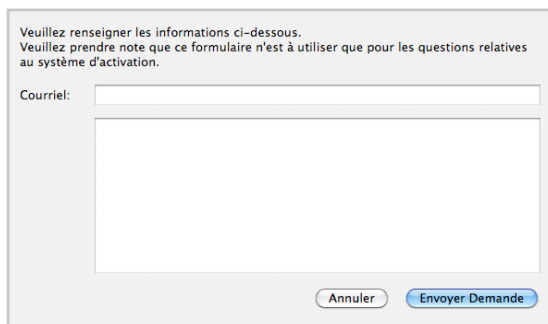 Veuillez renseigner les informations ci-dessous.
Veuillez prendre note que ce formulaire n'est à utiliser que pour les questions relatives
au système d'activation.
Courriel:
Annuler
Envoyer Demande